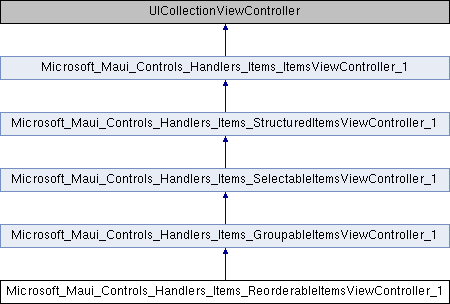 UICollectionViewController
Microsoft_Maui_Controls_Handlers_Items_ItemsViewController_1
Microsoft_Maui_Controls_Handlers_Items_StructuredItemsViewController_1
Microsoft_Maui_Controls_Handlers_Items_SelectableItemsViewController_1
Microsoft_Maui_Controls_Handlers_Items_GroupableItemsViewController_1
Microsoft_Maui_Controls_Handlers_Items_ReorderableItemsViewController_1